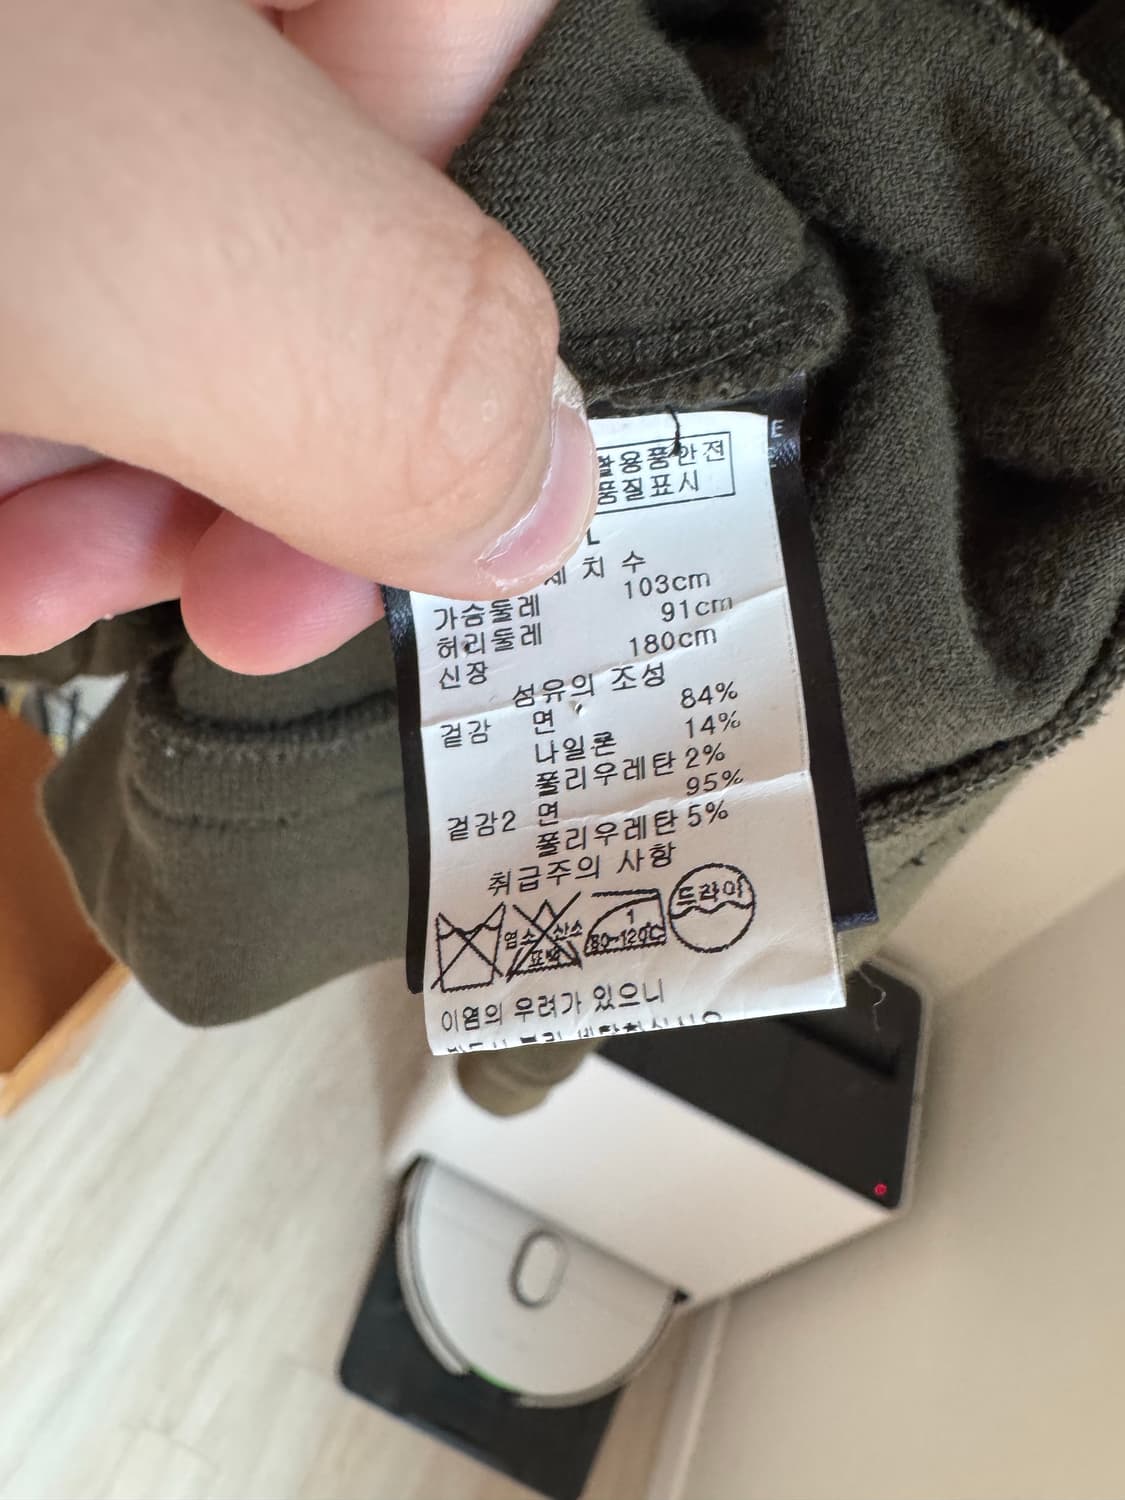 활용품안전
품질표시
L
체 치 수
가슴둘레 103cm
허리둘레 91cm
신장 180cm
섬유의 조성
겉감 면 84%
나일론 14%
폴리우레탄 2%
겉감2 면 95%
폴리우레탄 5%
취급주의 사항
염소 산소 표백
1 80~120℃
드라이
이염의 우려가 있으니
E